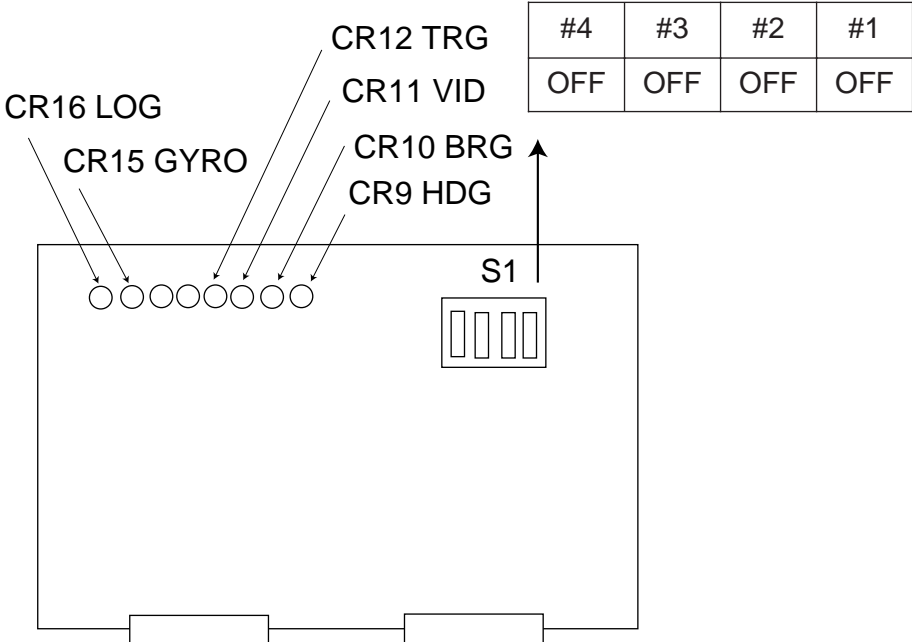 CR12 TRG
#4 #3 #2 #1
OFF OFF OFF OFF
CR11 VID
CR16 LOG
CR10 BRG
CR15 GYRO
CR9 HDG
S1